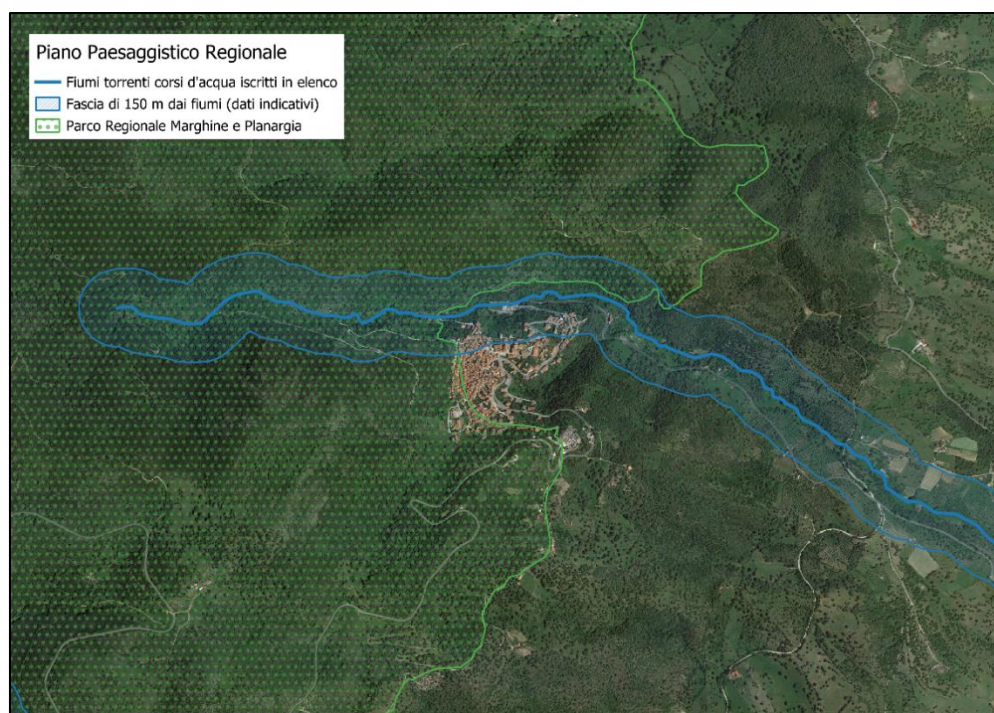 Piano Paesaggistico Regionale
Fiumi torrenti corsi d'acqua iscritti in elenco
Fascia di 150 m dai fiumi (dati indicativi)
Parco Regionale Marghine e Planargia